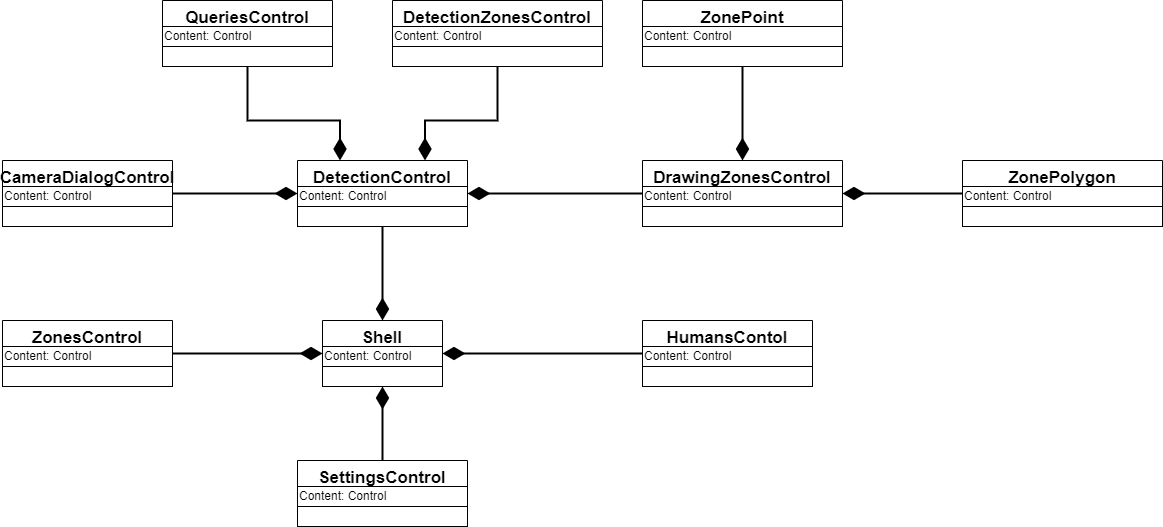 QueriesControl
Content: Control
DetectionZonesControl
Content: Control
ZonePoint
Content: Control
CameraDialogControl
Content: Control
DetectionControl
Content: Control
DrawingZonesControl
Content: Control
ZonePolygon
Content: Control
ZonesControl
Content: Control
Shell
Content: Control
HumansContol
Content: Control
SettingsControl
Content: Control